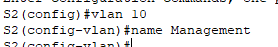 S2(config)#vlan 10
S2(config-vlan)#name Management
S2(config-vlan)#